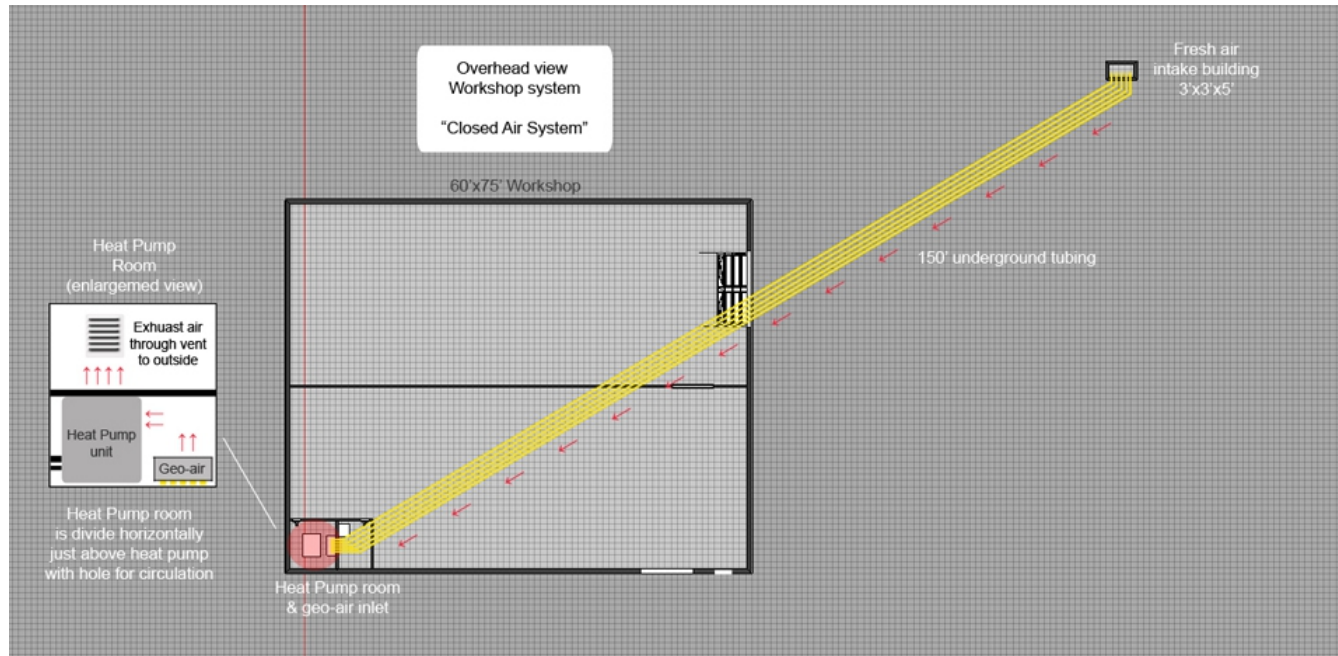 Overhead view
Workshop system
“Closed Air System”
Fresh air
intake building
3'x3'x5'
60'x75' Workshop
150' underground tubing
Heat Pump
Room
(enlargemed view)
Exhuast air
through vent
to outside
Heat Pump
unit
Geo-air
Heat Pump room
is divide horizontally
just above heat pump
with hole for circulation
Heat Pump room
& geo-air inlet